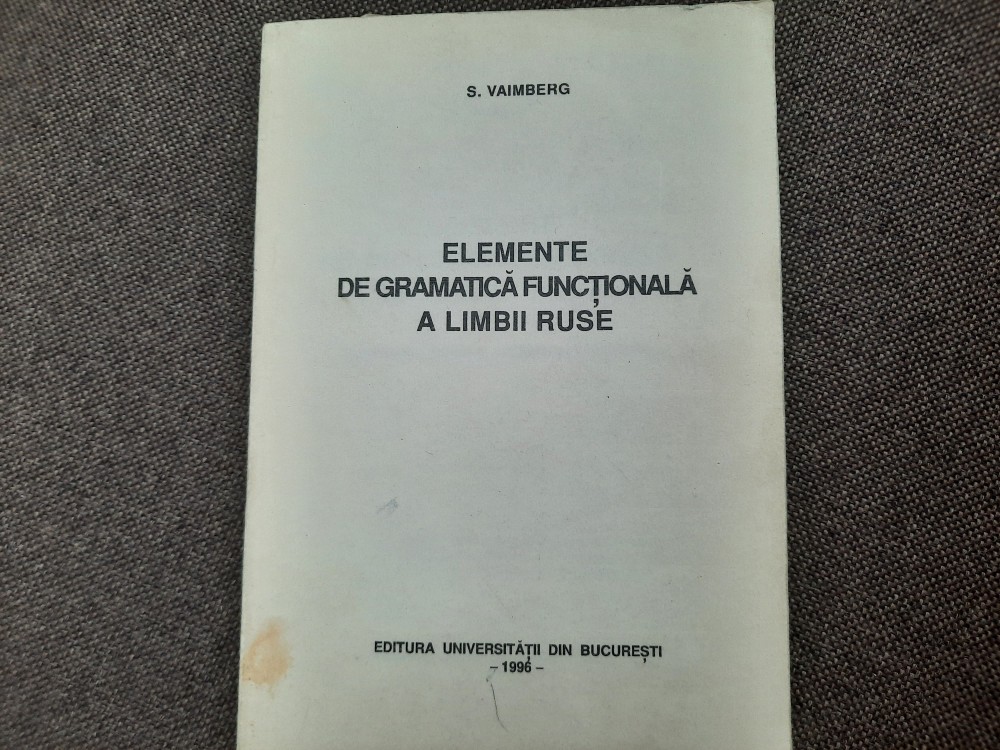 S. VAIMBERG
ELEMENTE
DE GRAMATICĂ FUNCȚIONALĂ
A LIMBII RUSE
EDITURA UNIVERSITĂȚII DIN BUCUREȘTI
– 1996 –